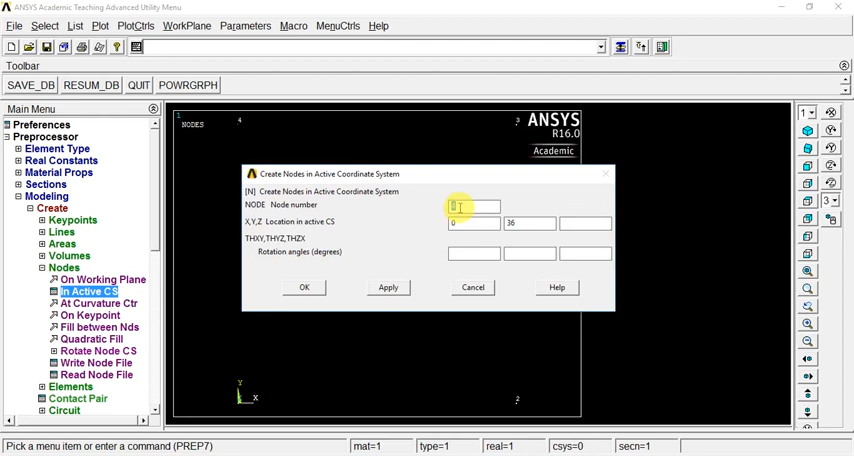 ANSYS Academic Teaching Advanced Utility Menu
File Select List Plot PlotCtrls WorkPlane Parameters Macro MenuCtrls Help
Toolbar
SAVE_DB RESUM_DB QUIT POWRGRPH
Main Menu
Preferences
Preprocessor
Element Type
Real Constants
Material Props
Sections
Modeling
Create
Keypoints
Lines
Areas
Volumes
Nodes
On Working Plane
In Active CS
At Curvature Ctr
On Keypoint
Fill between Nds
Quadratic Fill
Rotate Node CS
Write Node File
Read Node File
Elements
Contact Pair
Circuit
1
NODES
4
3
ANSYS
R16.0
Academic
Create Nodes in Active Coordinate System
[N] Create Nodes in Active Coordinate System
NODE Node number
X,Y,Z Location in active CS
0 36
THXY,THYZ,THZX
Rotation angles (degrees)
OK Apply Cancel Help
Y
X
2
1
3
Pick a menu item or enter a command (PREP7)
mat=1 type=1 real=1 csys=0 secn=1